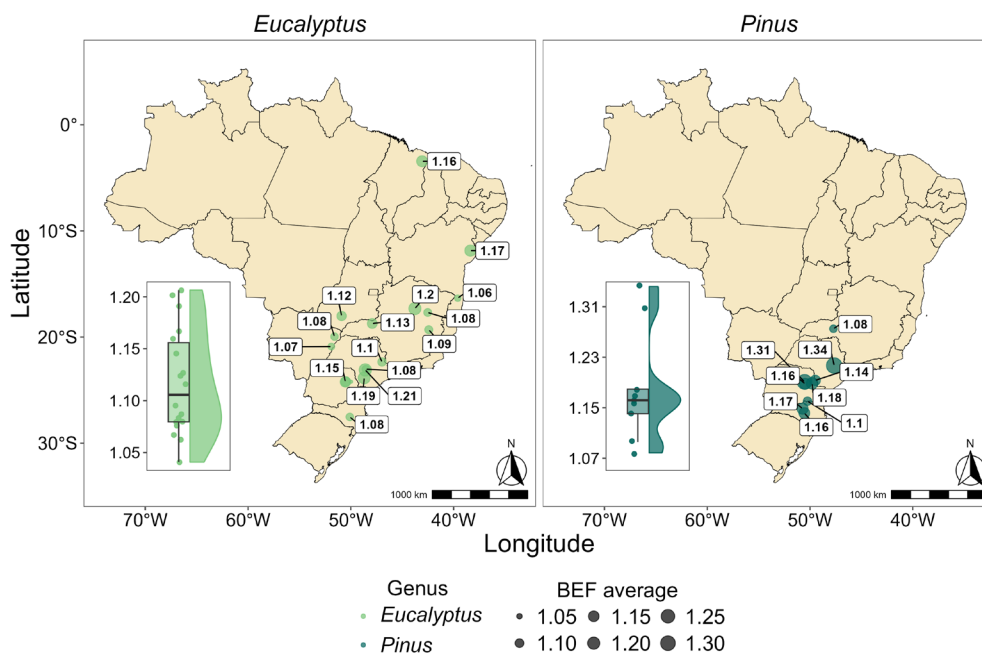 Eucalyptus
Pinus
Latitude
0°
10°S
20°S
30°S
1.16
1.17
1.12
1.2
1.06
1.08
1.13
1.08
1.07
1.1
1.09
1.15
1.08
1.19
1.21
1.08
1.20
1.15
1.10
1.05
N
1000 km
70°W
60°W
50°W
40°W
1.08
1.31
1.34
1.16
1.14
1.17
1.18
1.16
1.1
1.31
1.23
1.15
1.07
N
1000 km
70°W
60°W
50°W
40°W
Longitude
Genus
Eucalyptus
Pinus
BEF average
1.05 1.15 1.25
1.10 1.20 1.30